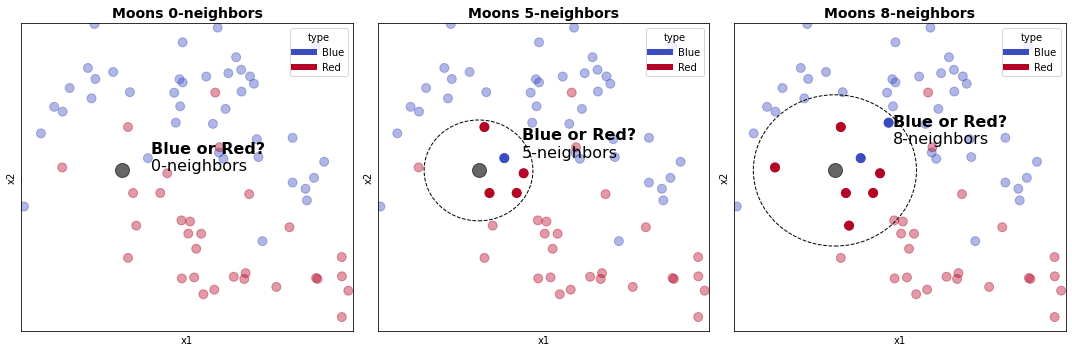 Moons 0-neighbors
type
Blue
Red
Blue or Red?
0-neighbors
x2
x1
Moons 5-neighbors
type
Blue
Red
Blue or Red?
5-neighbors
x2
x1
Moons 8-neighbors
type
Blue
Red
Blue or Red?
8-neighbors
x2
x1